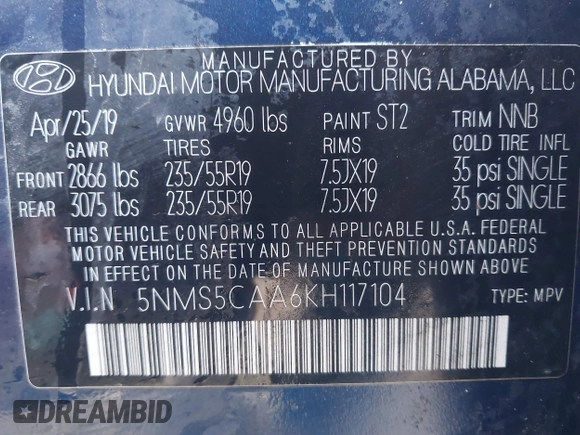 MANUFACTURED BY
HYUNDAI MOTOR MANUFACTURING ALABAMA, LLC
Apr/25/19 GVWR 4960 lbs PAINT ST2 TRIM NNB
GAWR TIRES RIMS COLD TIRE INFL
FRONT 2866 lbs 235/55R19 7.5JX19 35 psi SINGLE
REAR 3075 lbs 235/55R19 7.5JX19 35 psi SINGLE
THIS VEHICLE CONFORMS TO ALL APPLICABLE U.S.A. FEDERAL
MOTOR VEHICLE SAFETY AND THEFT PREVENTION STANDARDS
IN EFFECT ON THE DATE OF MANUFACTURE SHOWN ABOVE
V.I.N 5NMS5CAA6KH117104 TYPE: MPV
DREAMBID